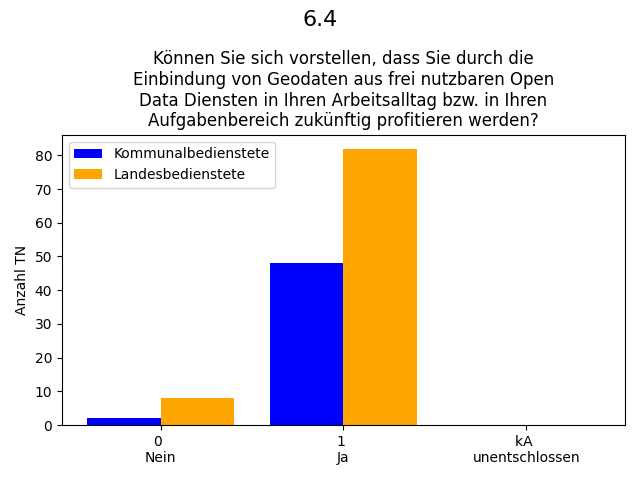 6.4
Können Sie sich vorstellen, dass Sie durch die
Einbindung von Geodaten aus frei nutzbaren Open
Data Diensten in Ihren Arbeitsalltag bzw. in Ihren
Aufgabenbereich zukünftig profitieren werden?
Kommunalbedienstete
Landesbedienstete
80
70
60
50
40
30
20
10
0
Anzahl TN
0
Nein
1
Ja
kA
unentschlossen